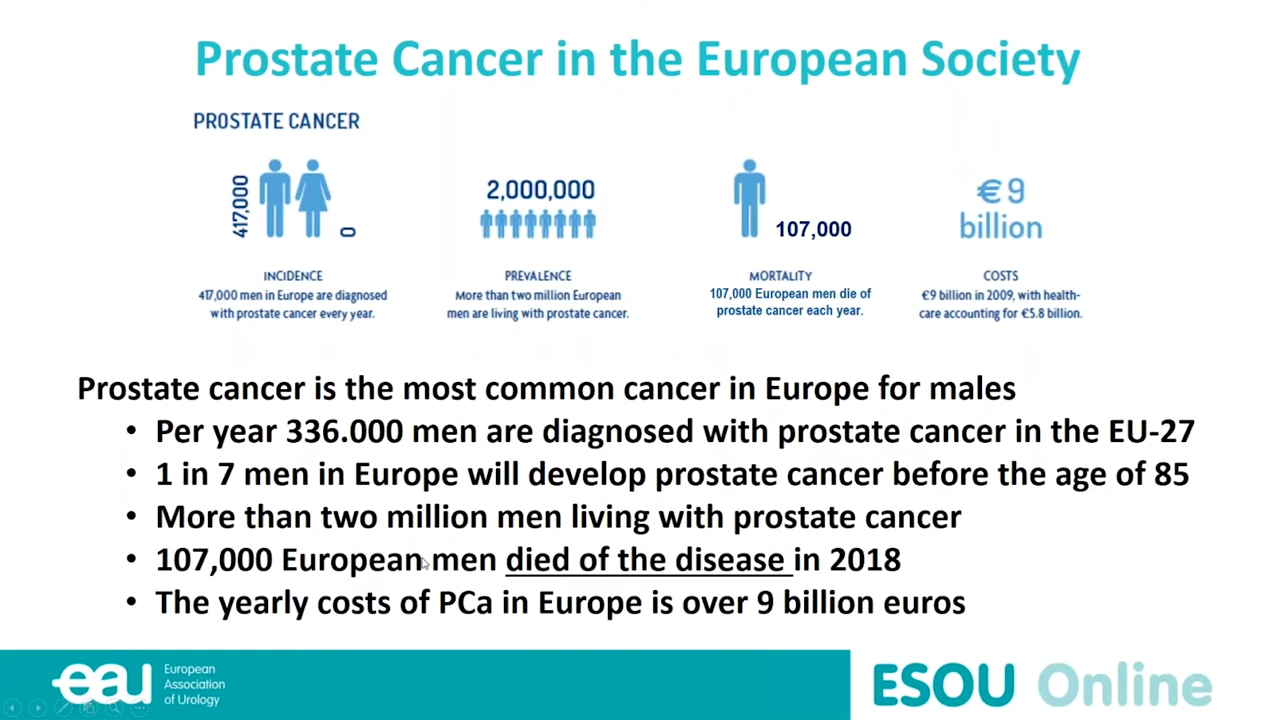 Prostate Cancer in the European Society
PROSTATE CANCER
417,000
0
INCIDENCE
417,000 men in Europe are diagnosed
with prostate cancer every year.
2,000,000
PREVALENCE
More than two million European
men are living with prostate cancer.
107,000
MORTALITY
107,000 European men die of
prostate cancer each year.
€9
billion
COSTS
€9 billion in 2009, with health-
care accounting for €5.8 billion.
Prostate cancer is the most common cancer in Europe for males
• Per year 336.000 men are diagnosed with prostate cancer in the EU-27
• 1 in 7 men in Europe will develop prostate cancer before the age of 85
• More than two million men living with prostate cancer
• 107,000 European men died of the disease in 2018
• The yearly costs of PCa in Europe is over 9 billion euros
eau
European
Association
of Urology
ESOU Online